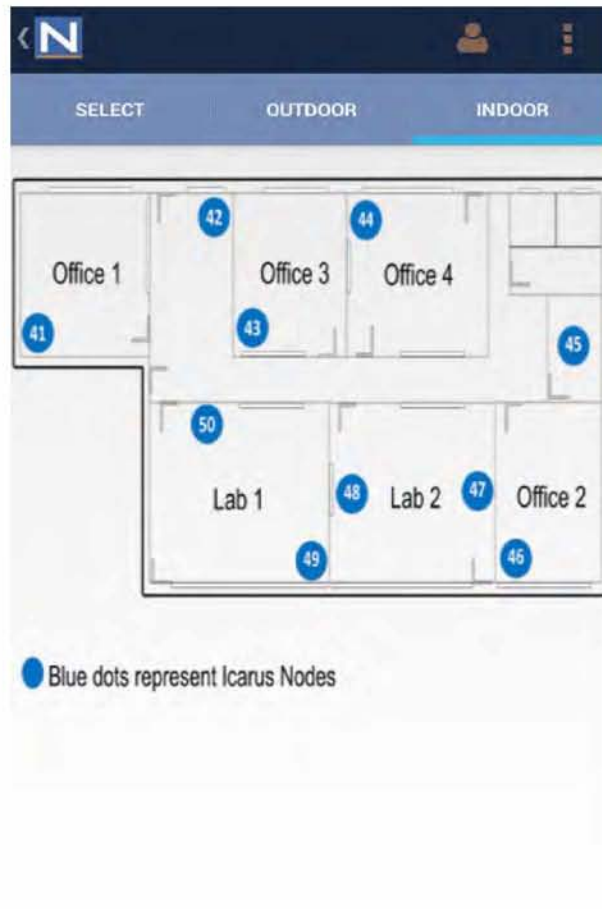 N
SELECT OUTDOOR INDOOR
42 44
Office 1 Office 3 Office 4
41 43 45
50
Lab 1 48 Lab 2 47 Office 2
49 46
Blue dots represent Icarus Nodes